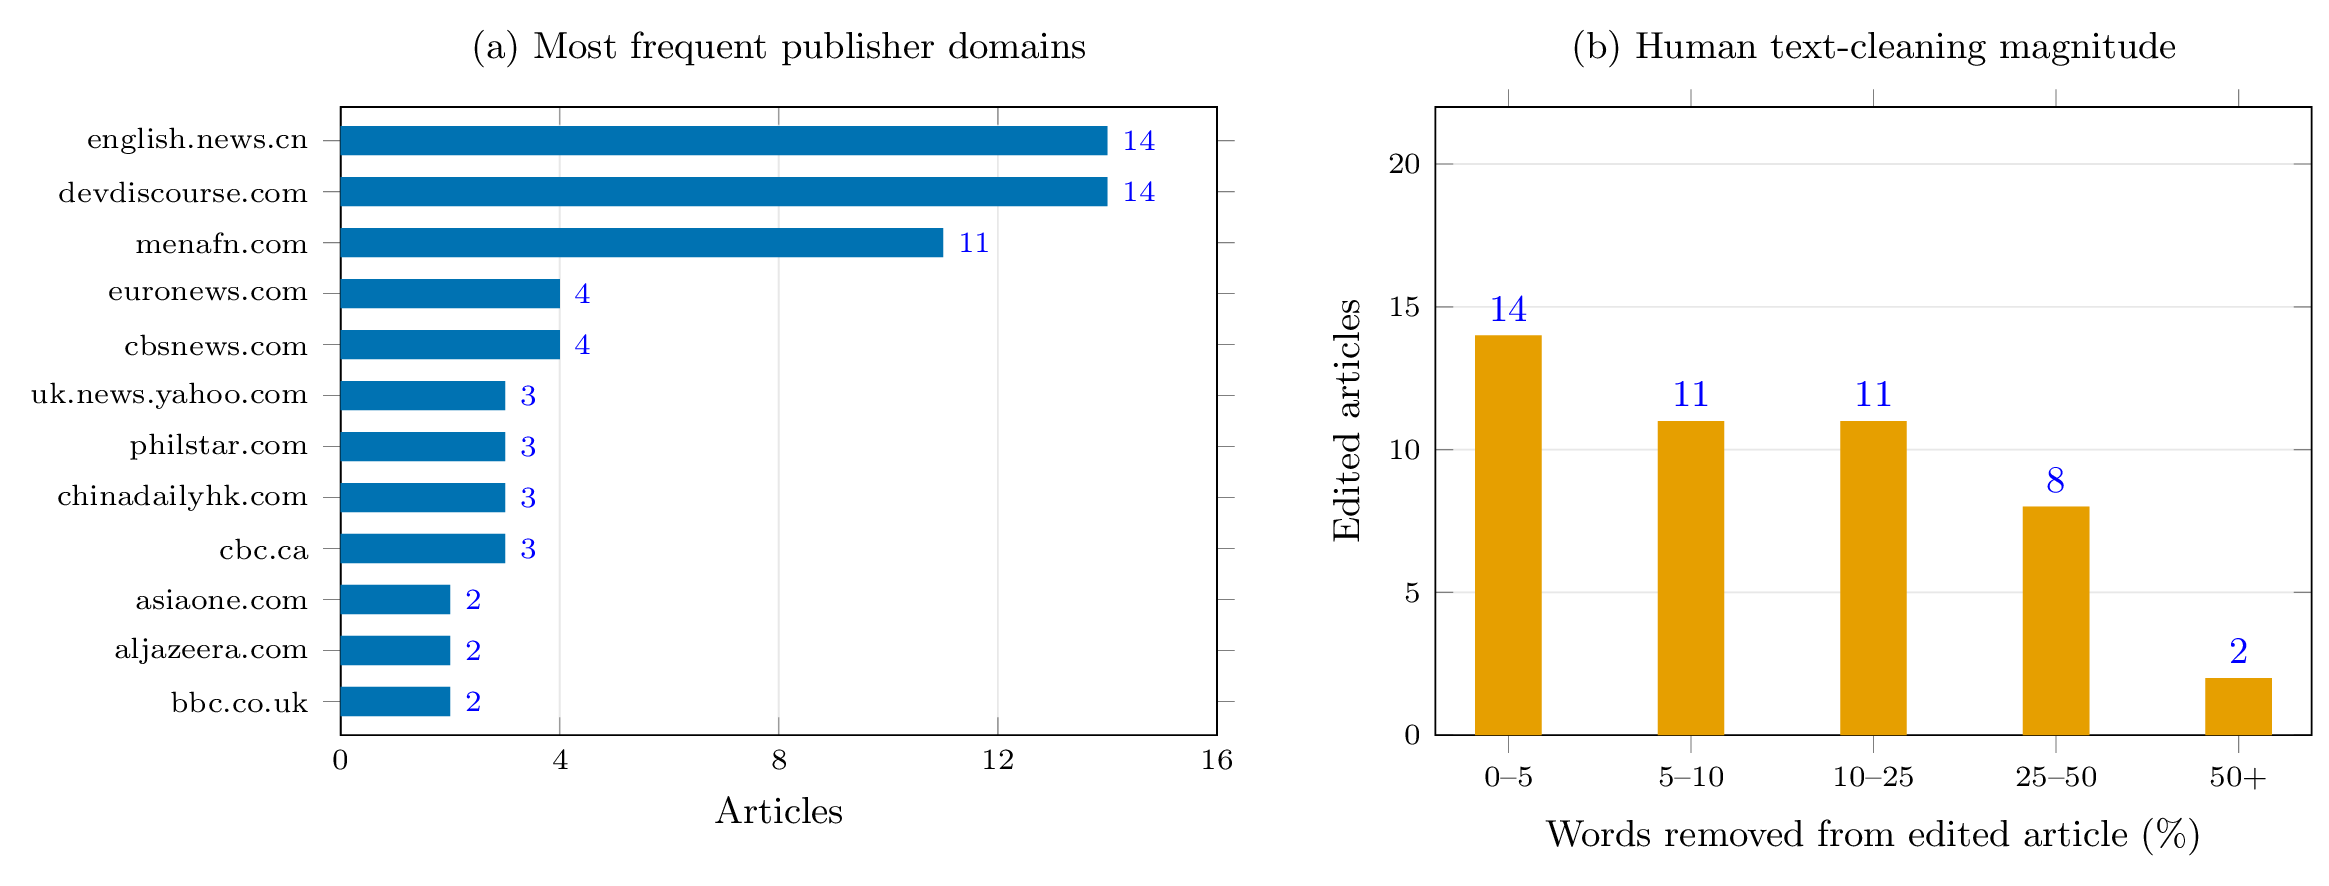 (a) Most frequent publisher domains
english.news.cn 14
devdiscourse.com 14
menafn.com 11
euronews.com 4
cbsnews.com 4
uk.news.yahoo.com 3
philstar.com 3
chinadailyhk.com 3
cbc.ca 3
asiaone.com 2
aljazeera.com 2
bbc.co.uk 2
0 4 8 12 16
Articles
(b) Human text-cleaning magnitude
Edited articles
20
15
10
5
0
14 11 11 8 2
0–5 5–10 10–25 25–50 50+
Words removed from edited article (%)